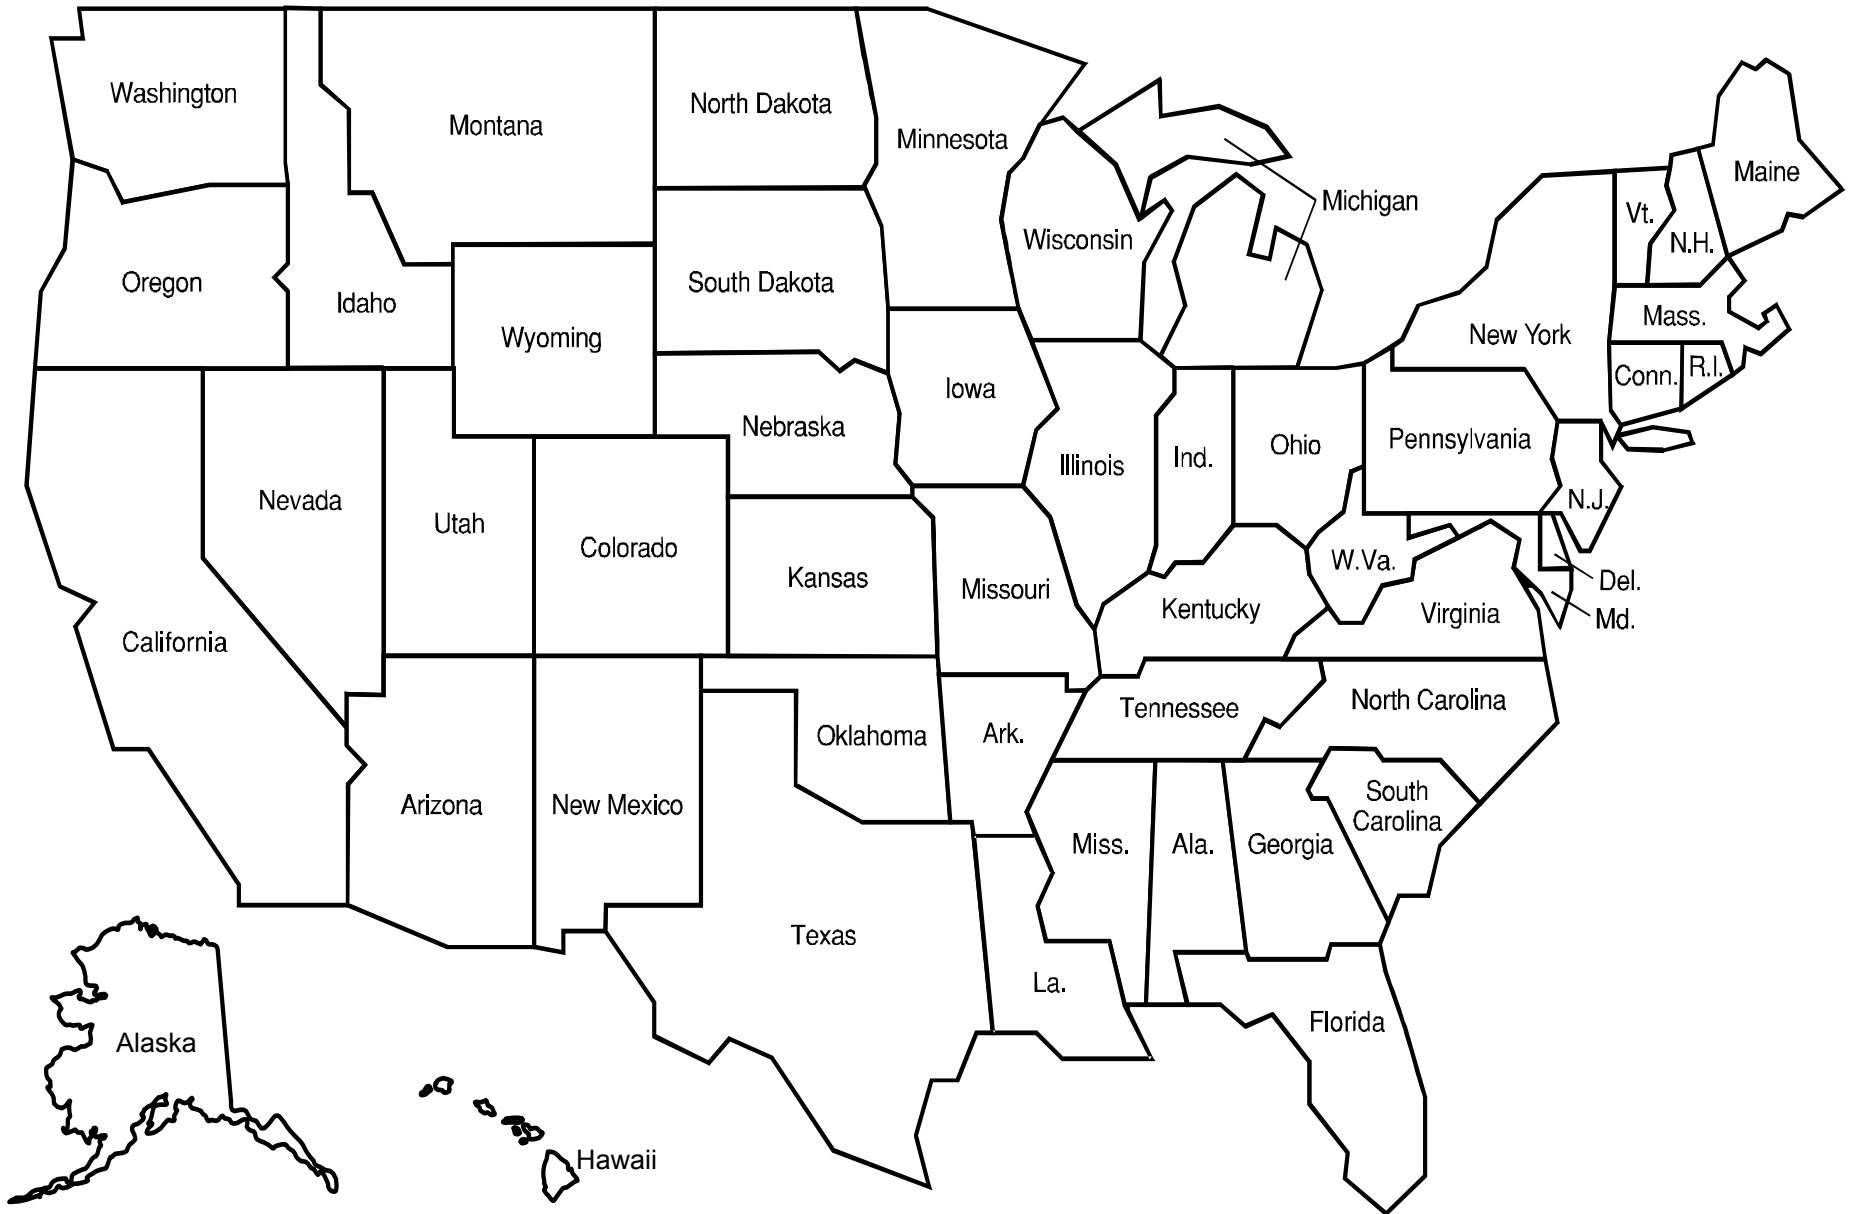 Washington
Montana
North Dakota
Minnesota
Maine
Michigan
Vt.
N.H.
Wisconsin
Oregon
Idaho
South Dakota
Wyoming
New York
Mass.
Conn.
R.I.
Iowa
Nebraska
Pennsylvania
Illinois
Ind.
Ohio
N.J.
Nevada
Utah
Colorado
Kansas
Missouri
W.Va.
Del.
Kentucky
Virginia
Md.
California
Tennessee
North Carolina
Oklahoma
Ark.
Arizona
New Mexico
South
Carolina
Miss.
Ala.
Georgia
Texas
La.
Florida
Alaska
Hawaii